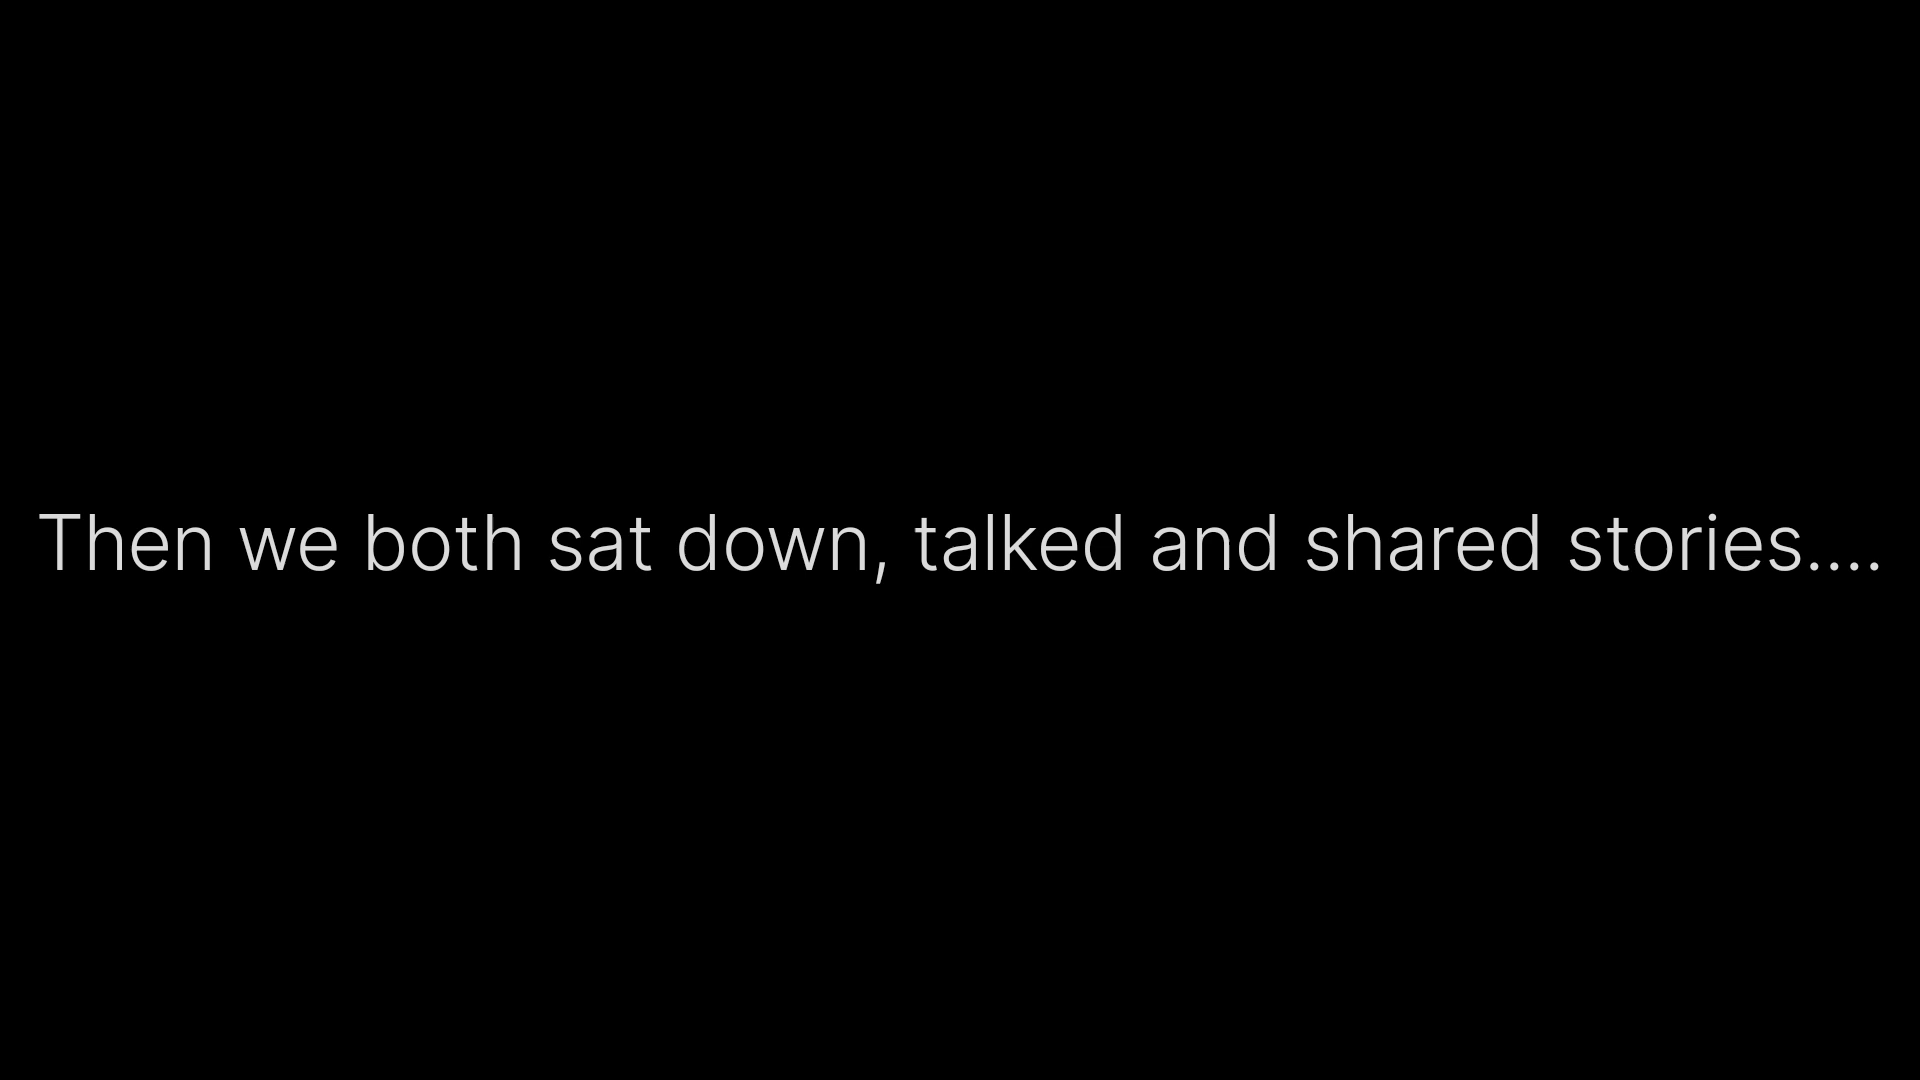 Then we both sat down, talked and shared stories....